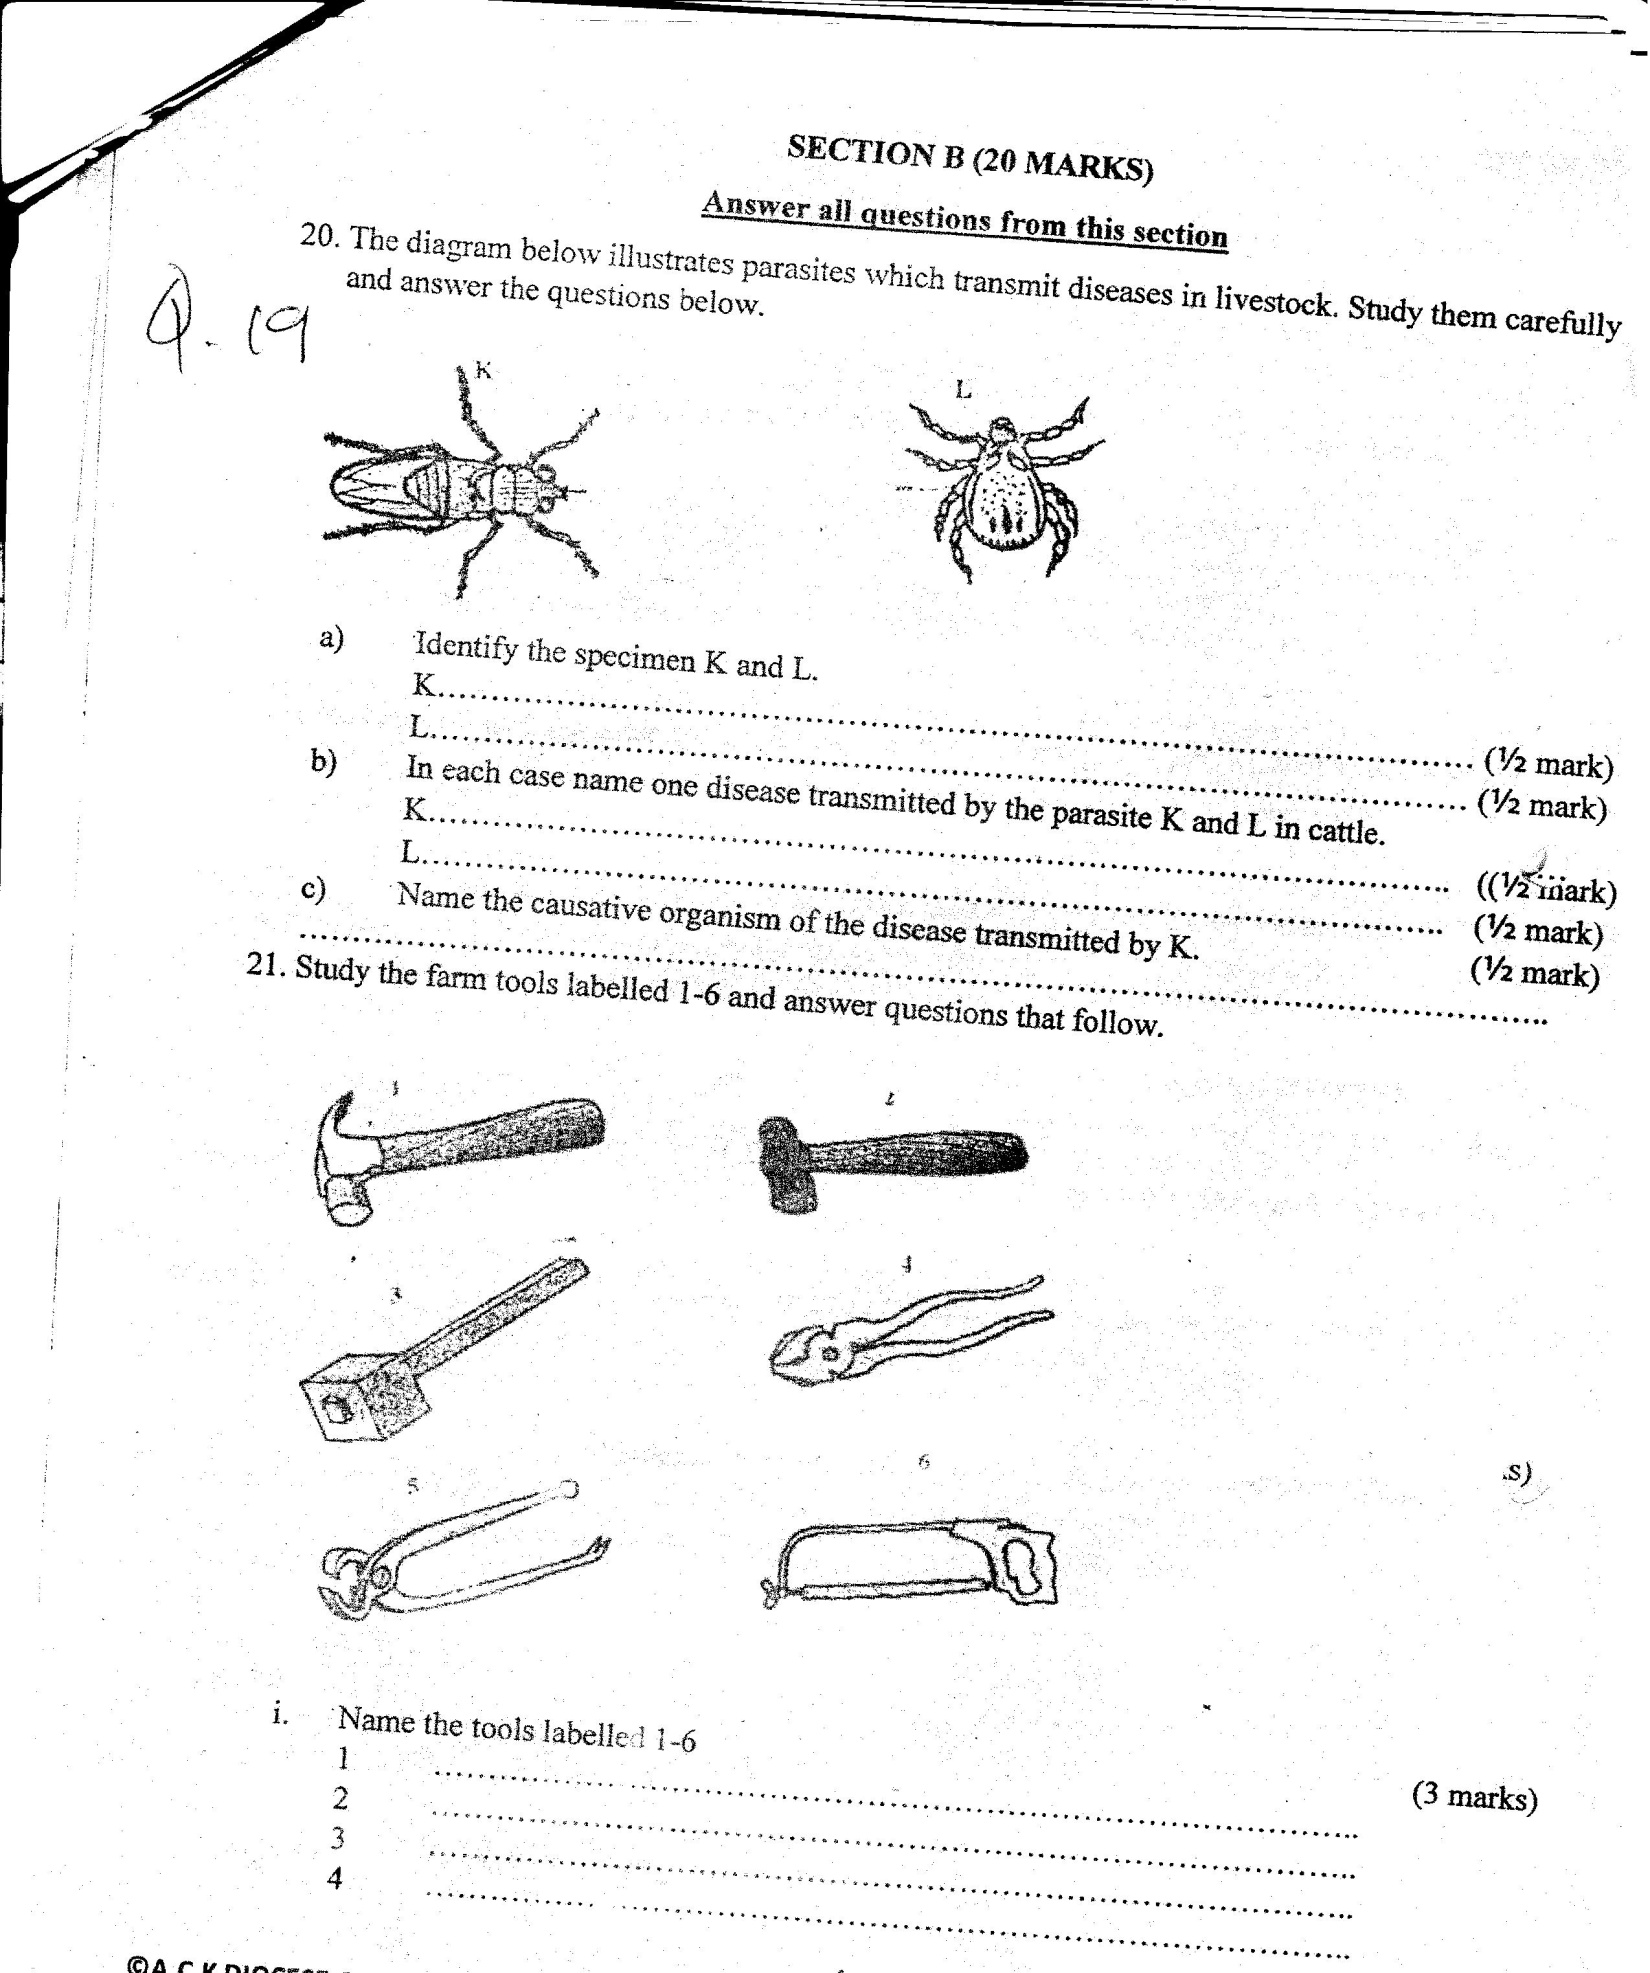 SECTION B (20 MARKS)
Answer all questions from this section
20. The diagram below illustrates parasites which transmit diseases in livestock. Study them carefully
and answer the questions below.
Q. 19
K
L
a) Identify the specimen K and L.
K.......................................................... (½ mark)
L.......................................................... (½ mark)
b) In each case name one disease transmitted by the parasite K and L in cattle.
K.......................................................... ((½ mark)
L.......................................................... (½ mark)
c) Name the causative organism of the disease transmitted by K. (½ mark)
..........................................................
21. Study the farm tools labelled 1-6 and answer questions that follow.
1
2
3
4
5
6
.s)
i. Name the tools labelled 1-6 (3 marks)
1 ..........................................................
2 ..........................................................
3 ..........................................................
4 ..........................................................
©A.C.K DIOCESE